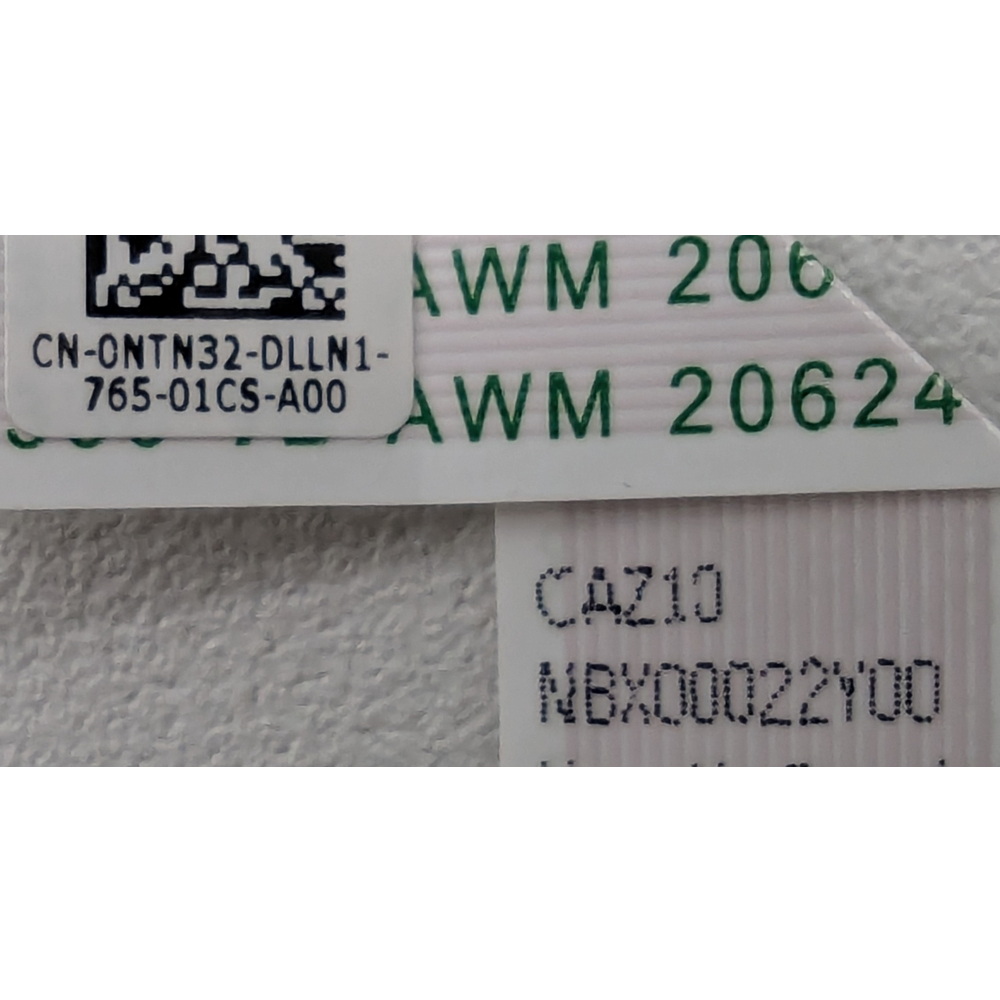 AWM 206
CN-0NTN32-DLLN1-
765-01CS-A00
AWM 20624
CAZ10
NBX00022Y00